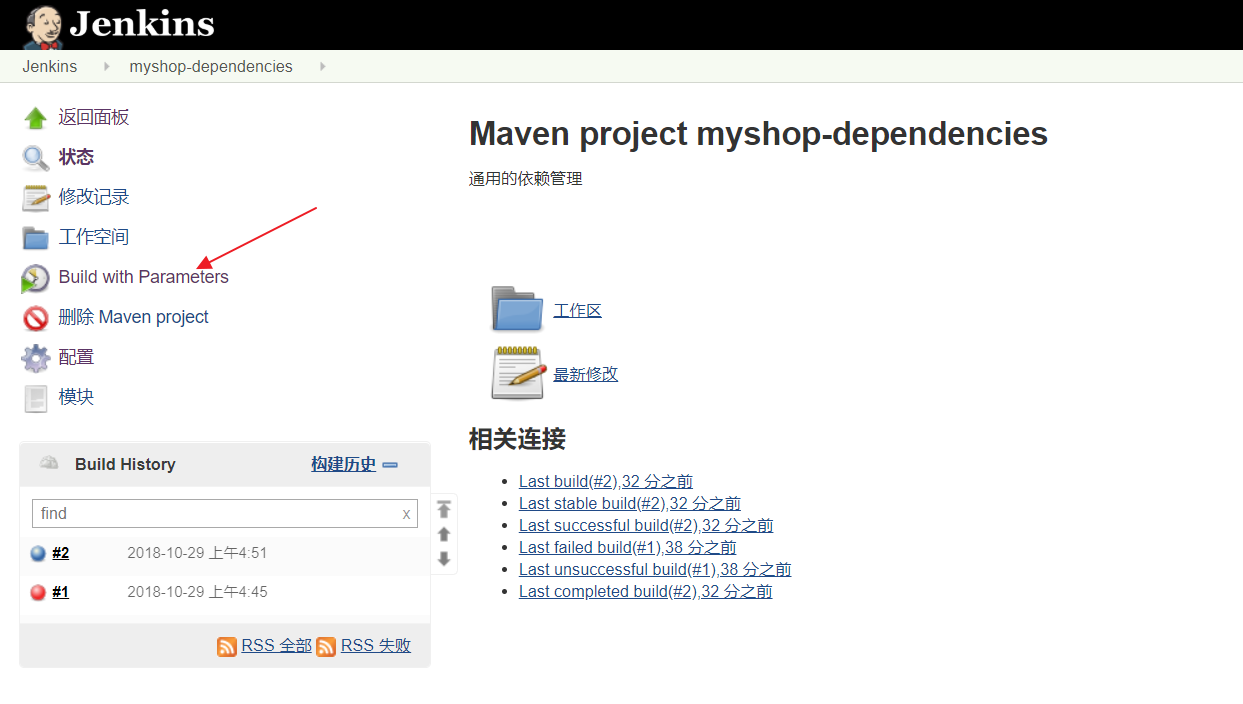 Jenkins
Jenkins myshop-dependencies
返回面板
状态
修改记录
工作空间
Build with Parameters
删除 Maven project
配置
模块
Build History 构建历史
find x
#2 2018-10-29 上午4:51
#1 2018-10-29 上午4:45
RSS 全部 RSS 失败
Maven project myshop-dependencies
通用的依赖管理
工作区
最新修改
相关连接
Last build(#2),32 分之前
Last stable build(#2),32 分之前
Last successful build(#2),32 分之前
Last failed build(#1),38 分之前
Last unsuccessful build(#1),38 分之前
Last completed build(#2),32 分之前